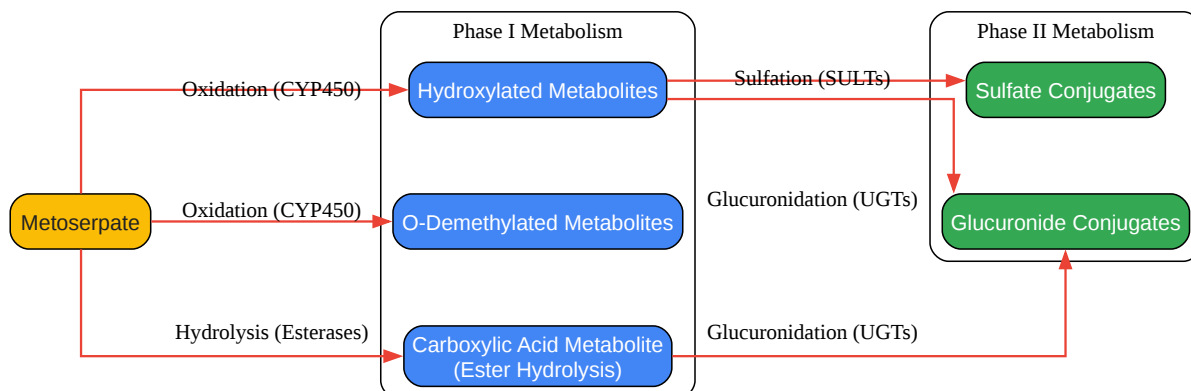 Phase I Metabolism
Phase II Metabolism
Oxidation (CYP450)
Hydroxylated Metabolites
Sulfation (SULTs)
Sulfate Conjugates
Metoserpate
Oxidation (CYP450)
O-Demethylated Metabolites
Glucuronidation (UGTs)
Glucuronide Conjugates
Hydrolysis (Esterases)
Carboxylic Acid Metabolite
(Ester Hydrolysis)
Glucuronidation (UGTs)